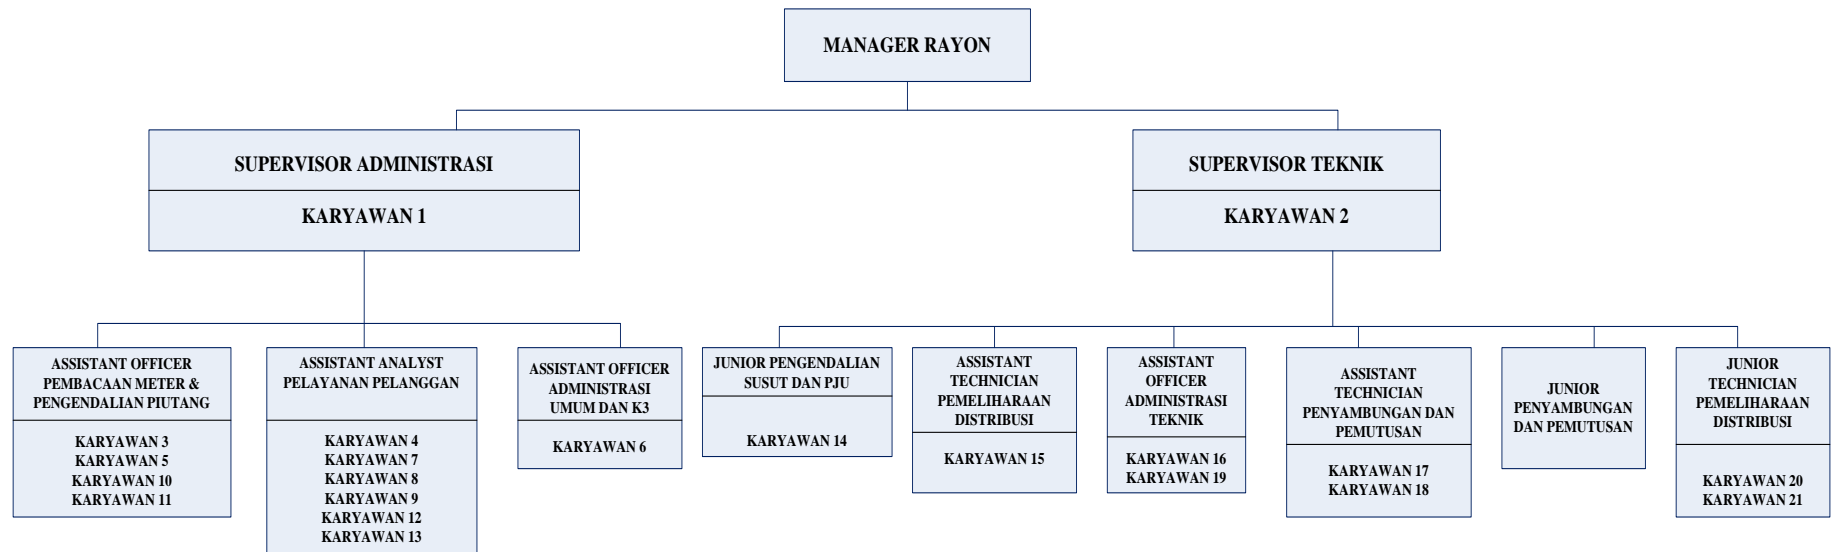 MANAGER RAYON
SUPERVISOR ADMINISTRASI
KARYAWAN 1
SUPERVISOR TEKNIK
KARYAWAN 2
ASSISTANT OFFICER
PEMBACAAN METER &
PENGENDALIAN PIUTANG
KARYAWAN 3
KARYAWAN 5
KARYAWAN 10
KARYAWAN 11
ASSISTANT ANALYST
PELAYANAN PELANGGAN
KARYAWAN 4
KARYAWAN 7
KARYAWAN 8
KARYAWAN 9
KARYAWAN 12
KARYAWAN 13
ASSISTANT OFFICER
ADMINISTRASI
UMUM DAN K3
KARYAWAN 6
JUNIOR PENGENDALIAN
SUSUT DAN PJU
KARYAWAN 14
ASSISTANT
TECHNICIAN
PEMELIHARAAN
DISTRIBUSI
KARYAWAN 15
ASSISTANT
OFFICER
ADMINISTRASI
TEKNIK
KARYAWAN 16
KARYAWAN 19
ASSISTANT
TECHNICIAN
PENYAMBUNGAN DAN
PEMUTUSAN
KARYAWAN 17
KARYAWAN 18
JUNIOR
PENYAMBUNGAN
DAN PEMUTUSAN
JUNIOR
TECHNICIAN
PEMELIHARAAN
DISTRIBUSI
KARYAWAN 20
KARYAWAN 21